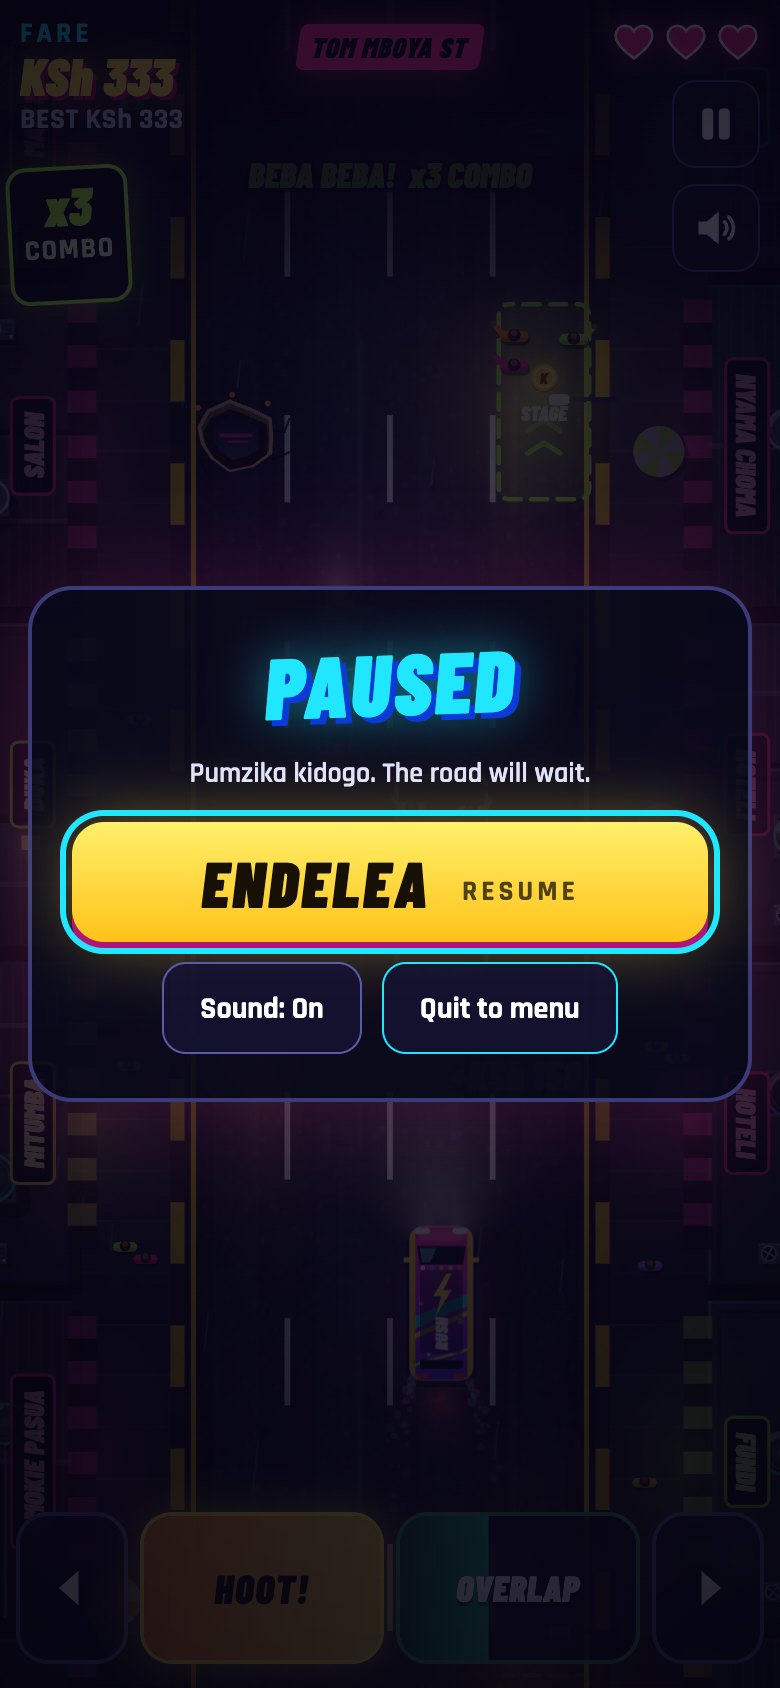 FARE
KSh 333
BEST KSh 333
TOM MBOYA ST
BEBA BEBA! x3 COMBO
x3
COMBO
K
STAGE
SALON
NYAMA CHOMA
PAUSED
Pumzika kidogo. The road will wait.
ENDELEA RESUME
Sound: On
Quit to menu
MITUMBA
HOTELI
RUSH
FUNDI
HOOT!
OVERLAP